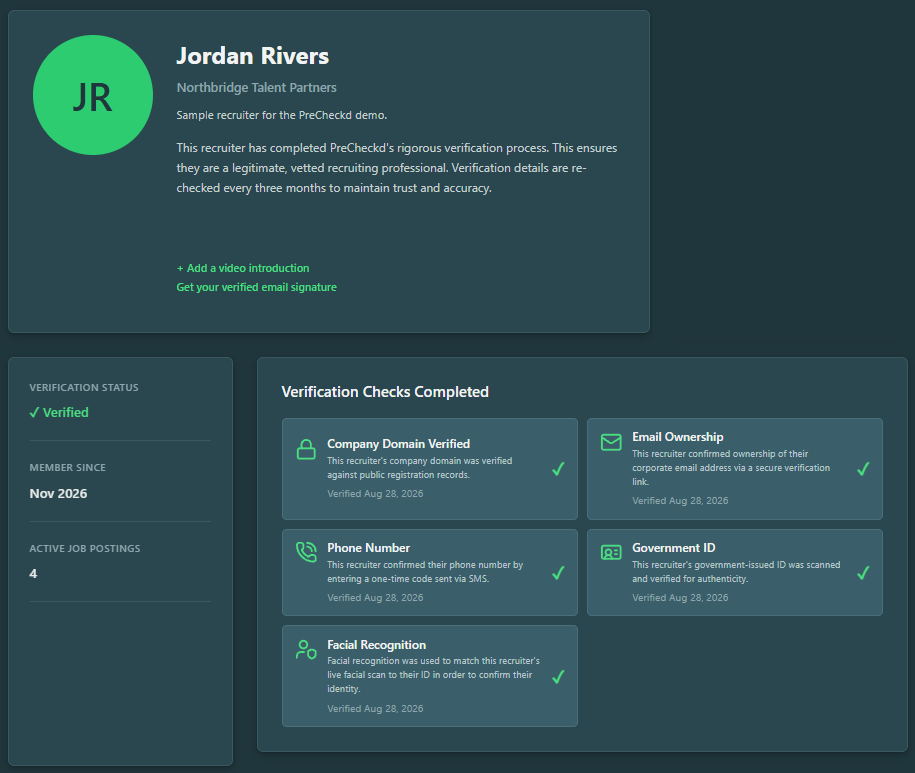 JR
Jordan Rivers
Northbridge Talent Partners
Sample recruiter for the PreCheckd demo.
This recruiter has completed PreCheckd's rigorous verification process. This ensures
they are a legitimate, vetted recruiting professional. Verification details are re-
checked every three months to maintain trust and accuracy.
+ Add a video introduction
Get your verified email signature
VERIFICATION STATUS
✓ Verified
MEMBER SINCE
Nov 2026
ACTIVE JOB POSTINGS
4
Verification Checks Completed
Company Domain Verified
This recruiter's company domain was verified
against public registration records.
Verified Aug 28, 2026
Email Ownership
This recruiter confirmed ownership of their
corporate email address via a secure verification
link.
Verified Aug 28, 2026
Phone Number
This recruiter confirmed their phone number by
entering a one-time code sent via SMS.
Verified Aug 28, 2026
Government ID
This recruiter's government-issued ID was scanned
and verified for authenticity.
Verified Aug 28, 2026
Facial Recognition
Facial recognition was used to match this recruiter's
live facial scan to their ID in order to confirm their
identity.
Verified Aug 28, 2026